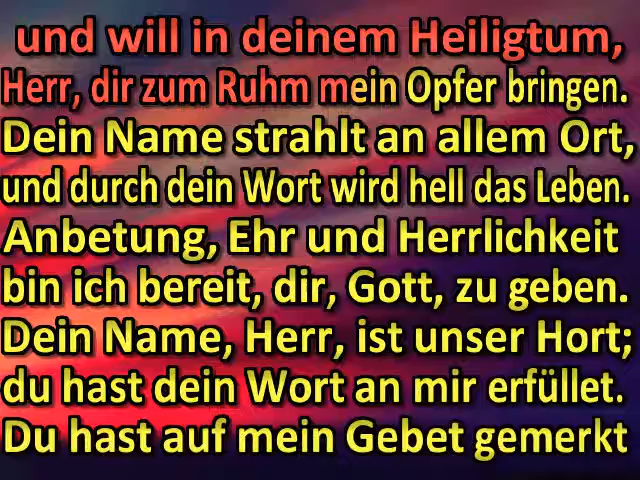 und will in deinem Heiligtum,
Herr, dir zum Ruhm mein Opfer bringen.
Dein Name strahlt an allem Ort,
und durch dein Wort wird hell das Leben.
Anbetung, Ehr und Herrlichkeit
bin ich bereit, dir, Gott, zu geben.
Dein Name, Herr, ist unser Hort;
du hast dein Wort an mir erfüllet.
Du hast auf mein Gebet gemerkt